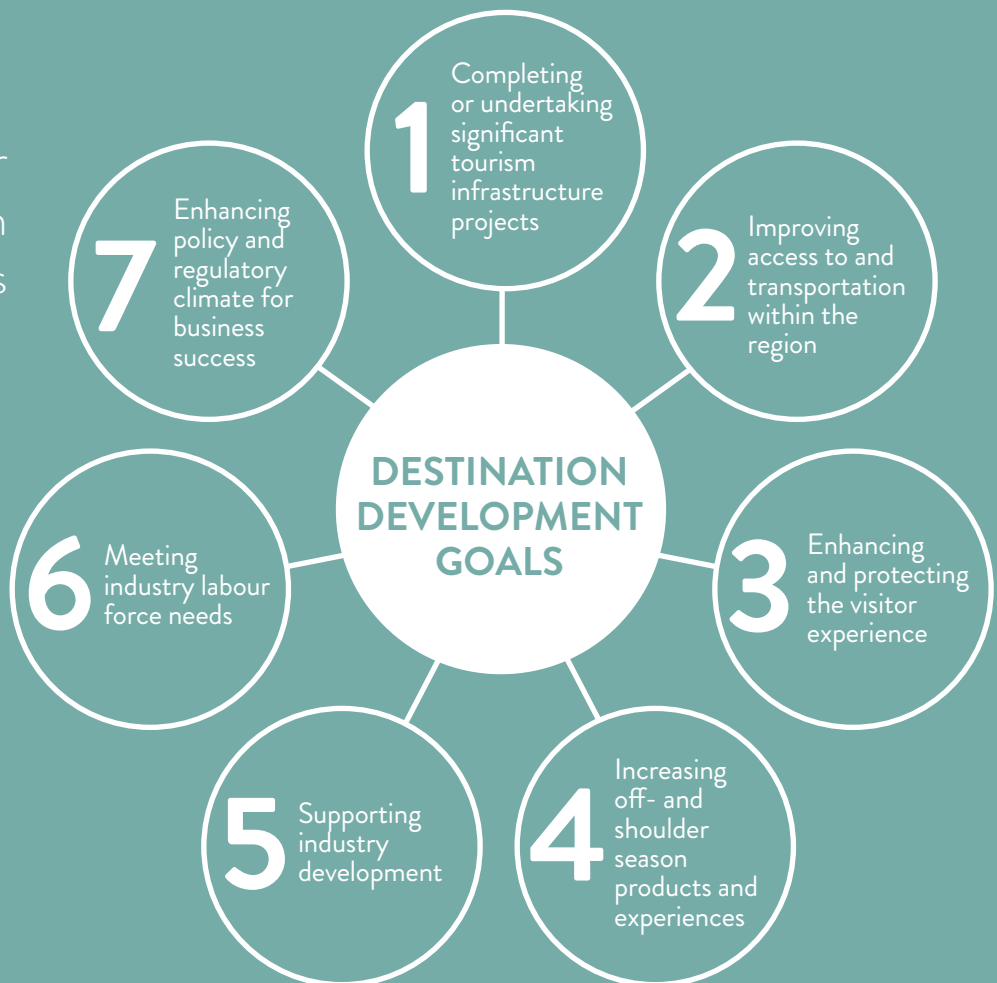 DESTINATION
DEVELOPMENT
GOALS
1
Completing
or undertaking
significant
tourism
infrastructure
projects
2
Improving
access to and
transportation
within the
region
3
Enhancing
and protecting
the visitor
experience
4
Increasing
off- and
shoulder
season
products and
experiences
5
Supporting
industry
development
6
Meeting
industry labour
force needs
7
Enhancing
policy and
regulatory
climate for
business
success